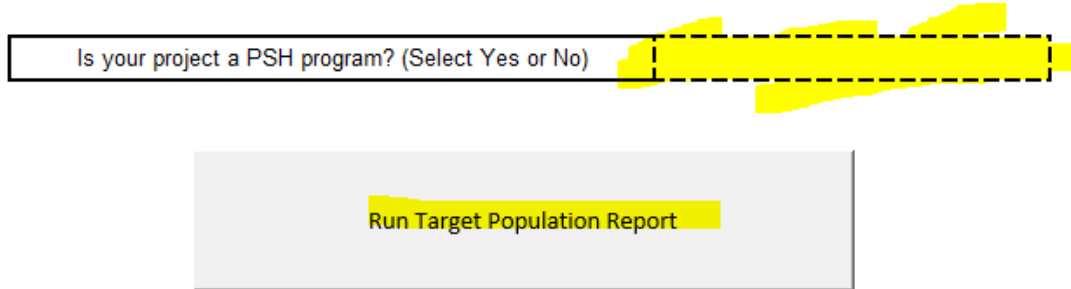 Is your project a PSH program? (Select Yes or No)
Run Target Population Report